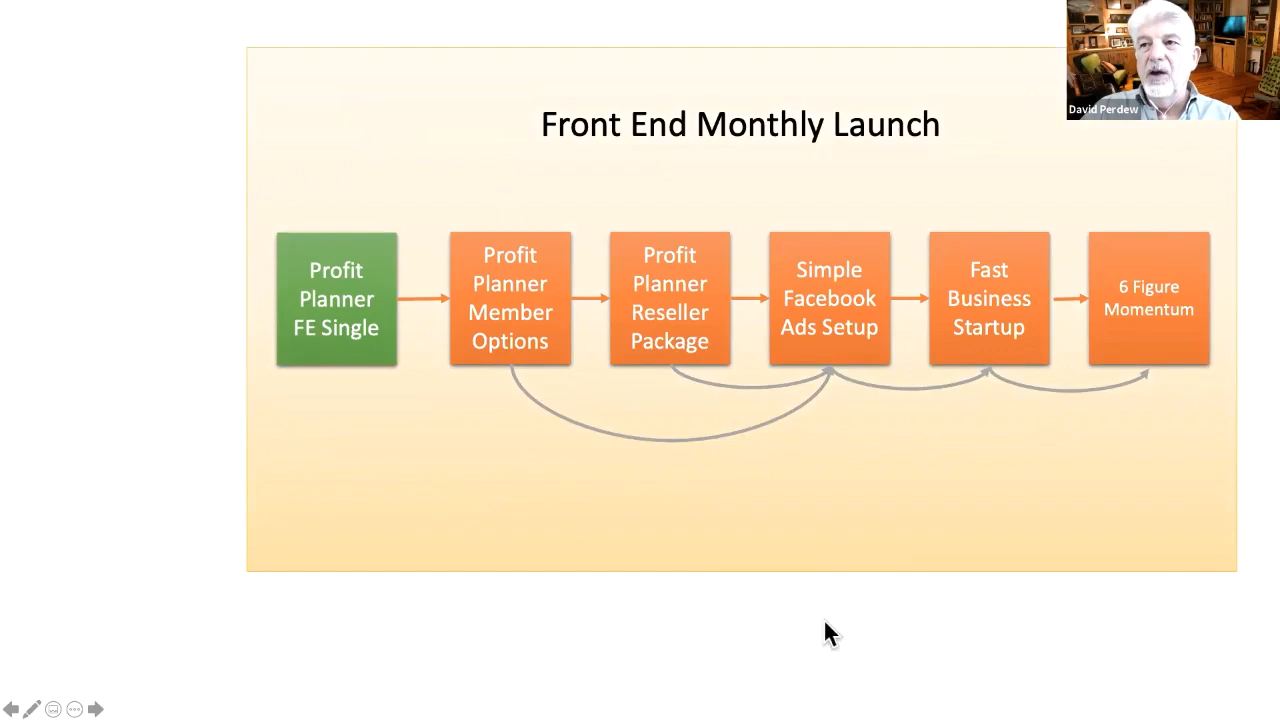 David Perdew
Front End Monthly Launch
Profit
Planner
FE Single
Profit
Planner
Member
Options
Profit
Planner
Reseller
Package
Simple
Facebook
Ads Setup
Fast
Business
Startup
6 Figure
Momentum